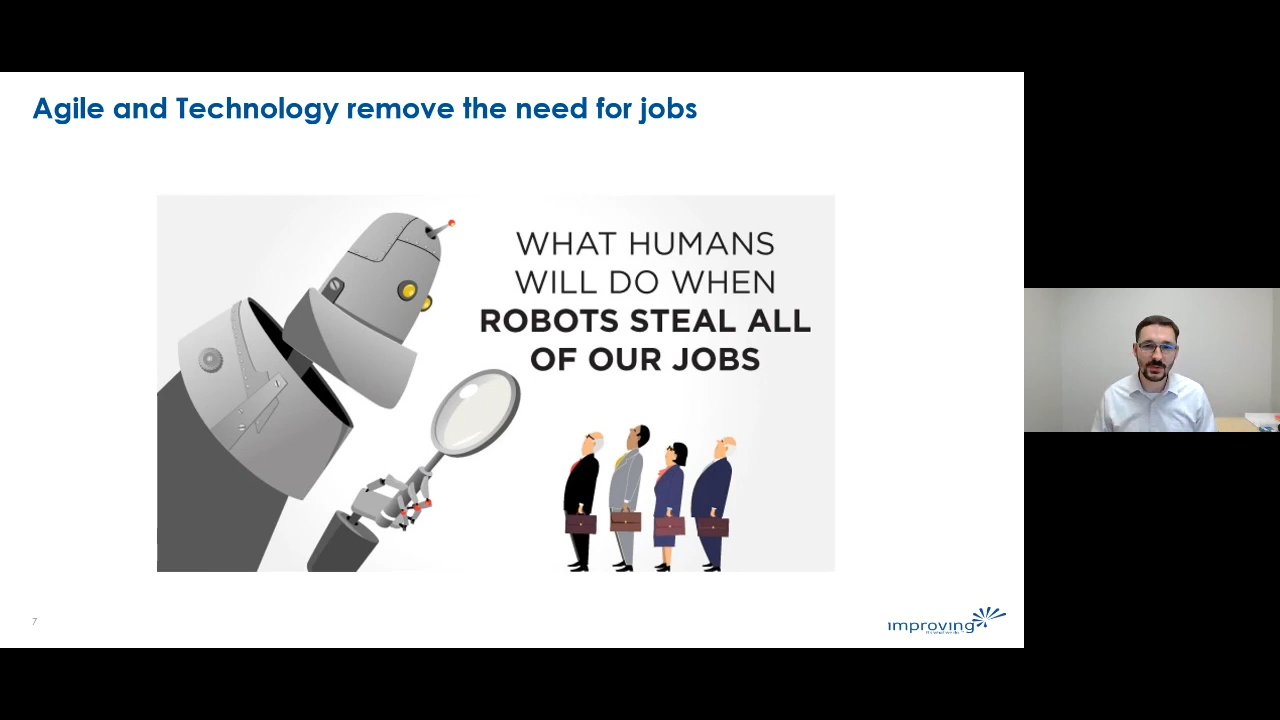 Agile and Technology remove the need for jobs
WHAT HUMANS
WILL DO WHEN
ROBOTS STEAL ALL
OF OUR JOBS
7
improving